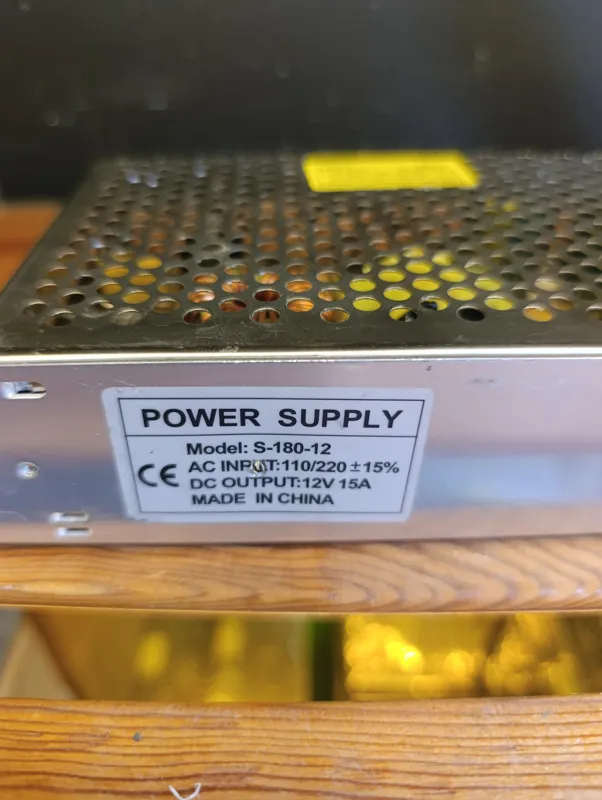 POWER SUPPLY
Model: S-180-12
CE AC INPUT:110/220 ±15%
DC OUTPUT:12V 15A
MADE IN CHINA